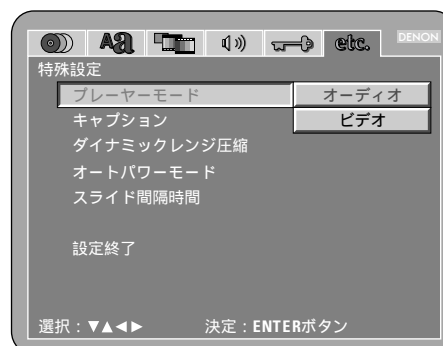 Aa etc. DENON
特殊設定
プレーヤーモード オーディオ
キャプション ビデオ
ダイナミックレンジ圧縮
オートパワーモード
スライド間隔時間
設定終了
選択：▼▲◀▶ 決定：ENTERボタン